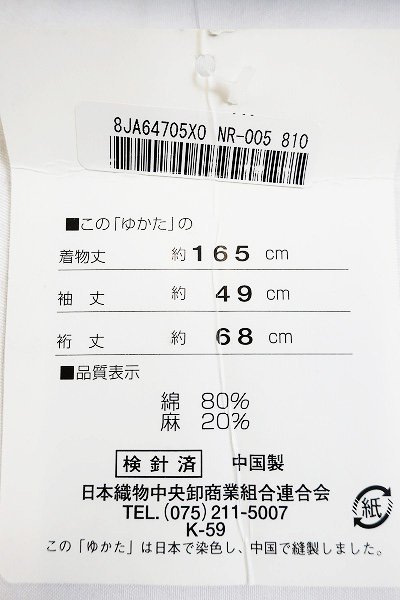 8JA64705X0 NR-005 810
■この「ゆかた」の
着物丈 約 165 cm
袖丈 約 49 cm
裄丈 約 68 cm
■品質表示
綿 80%
麻 20%
検針済 中国製
日本織物中央卸商業組合連合会
TEL.(075)211-5007
K-59
紙
この「ゆかた」は日本で染色し、中国で縫製しました。